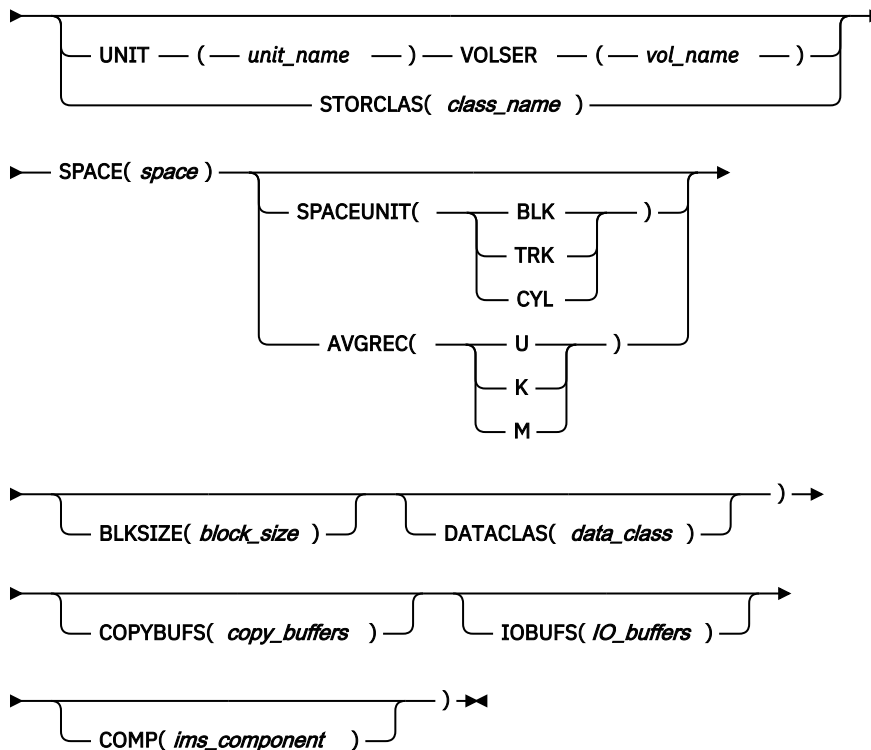 UNIT ( unit_name ) VOLSER ( vol_name )
STORCLAS( class_name )
SPACE( space )
SPACEUNIT( BLK )
TRK
CYL
AVGREC( U )
K
M
BLKSIZE( block_size ) DATACLAS( data_class ) )
COPYBUFS( copy_buffers ) IOBUFS( IO_buffers )
COMP( ims_component ) )